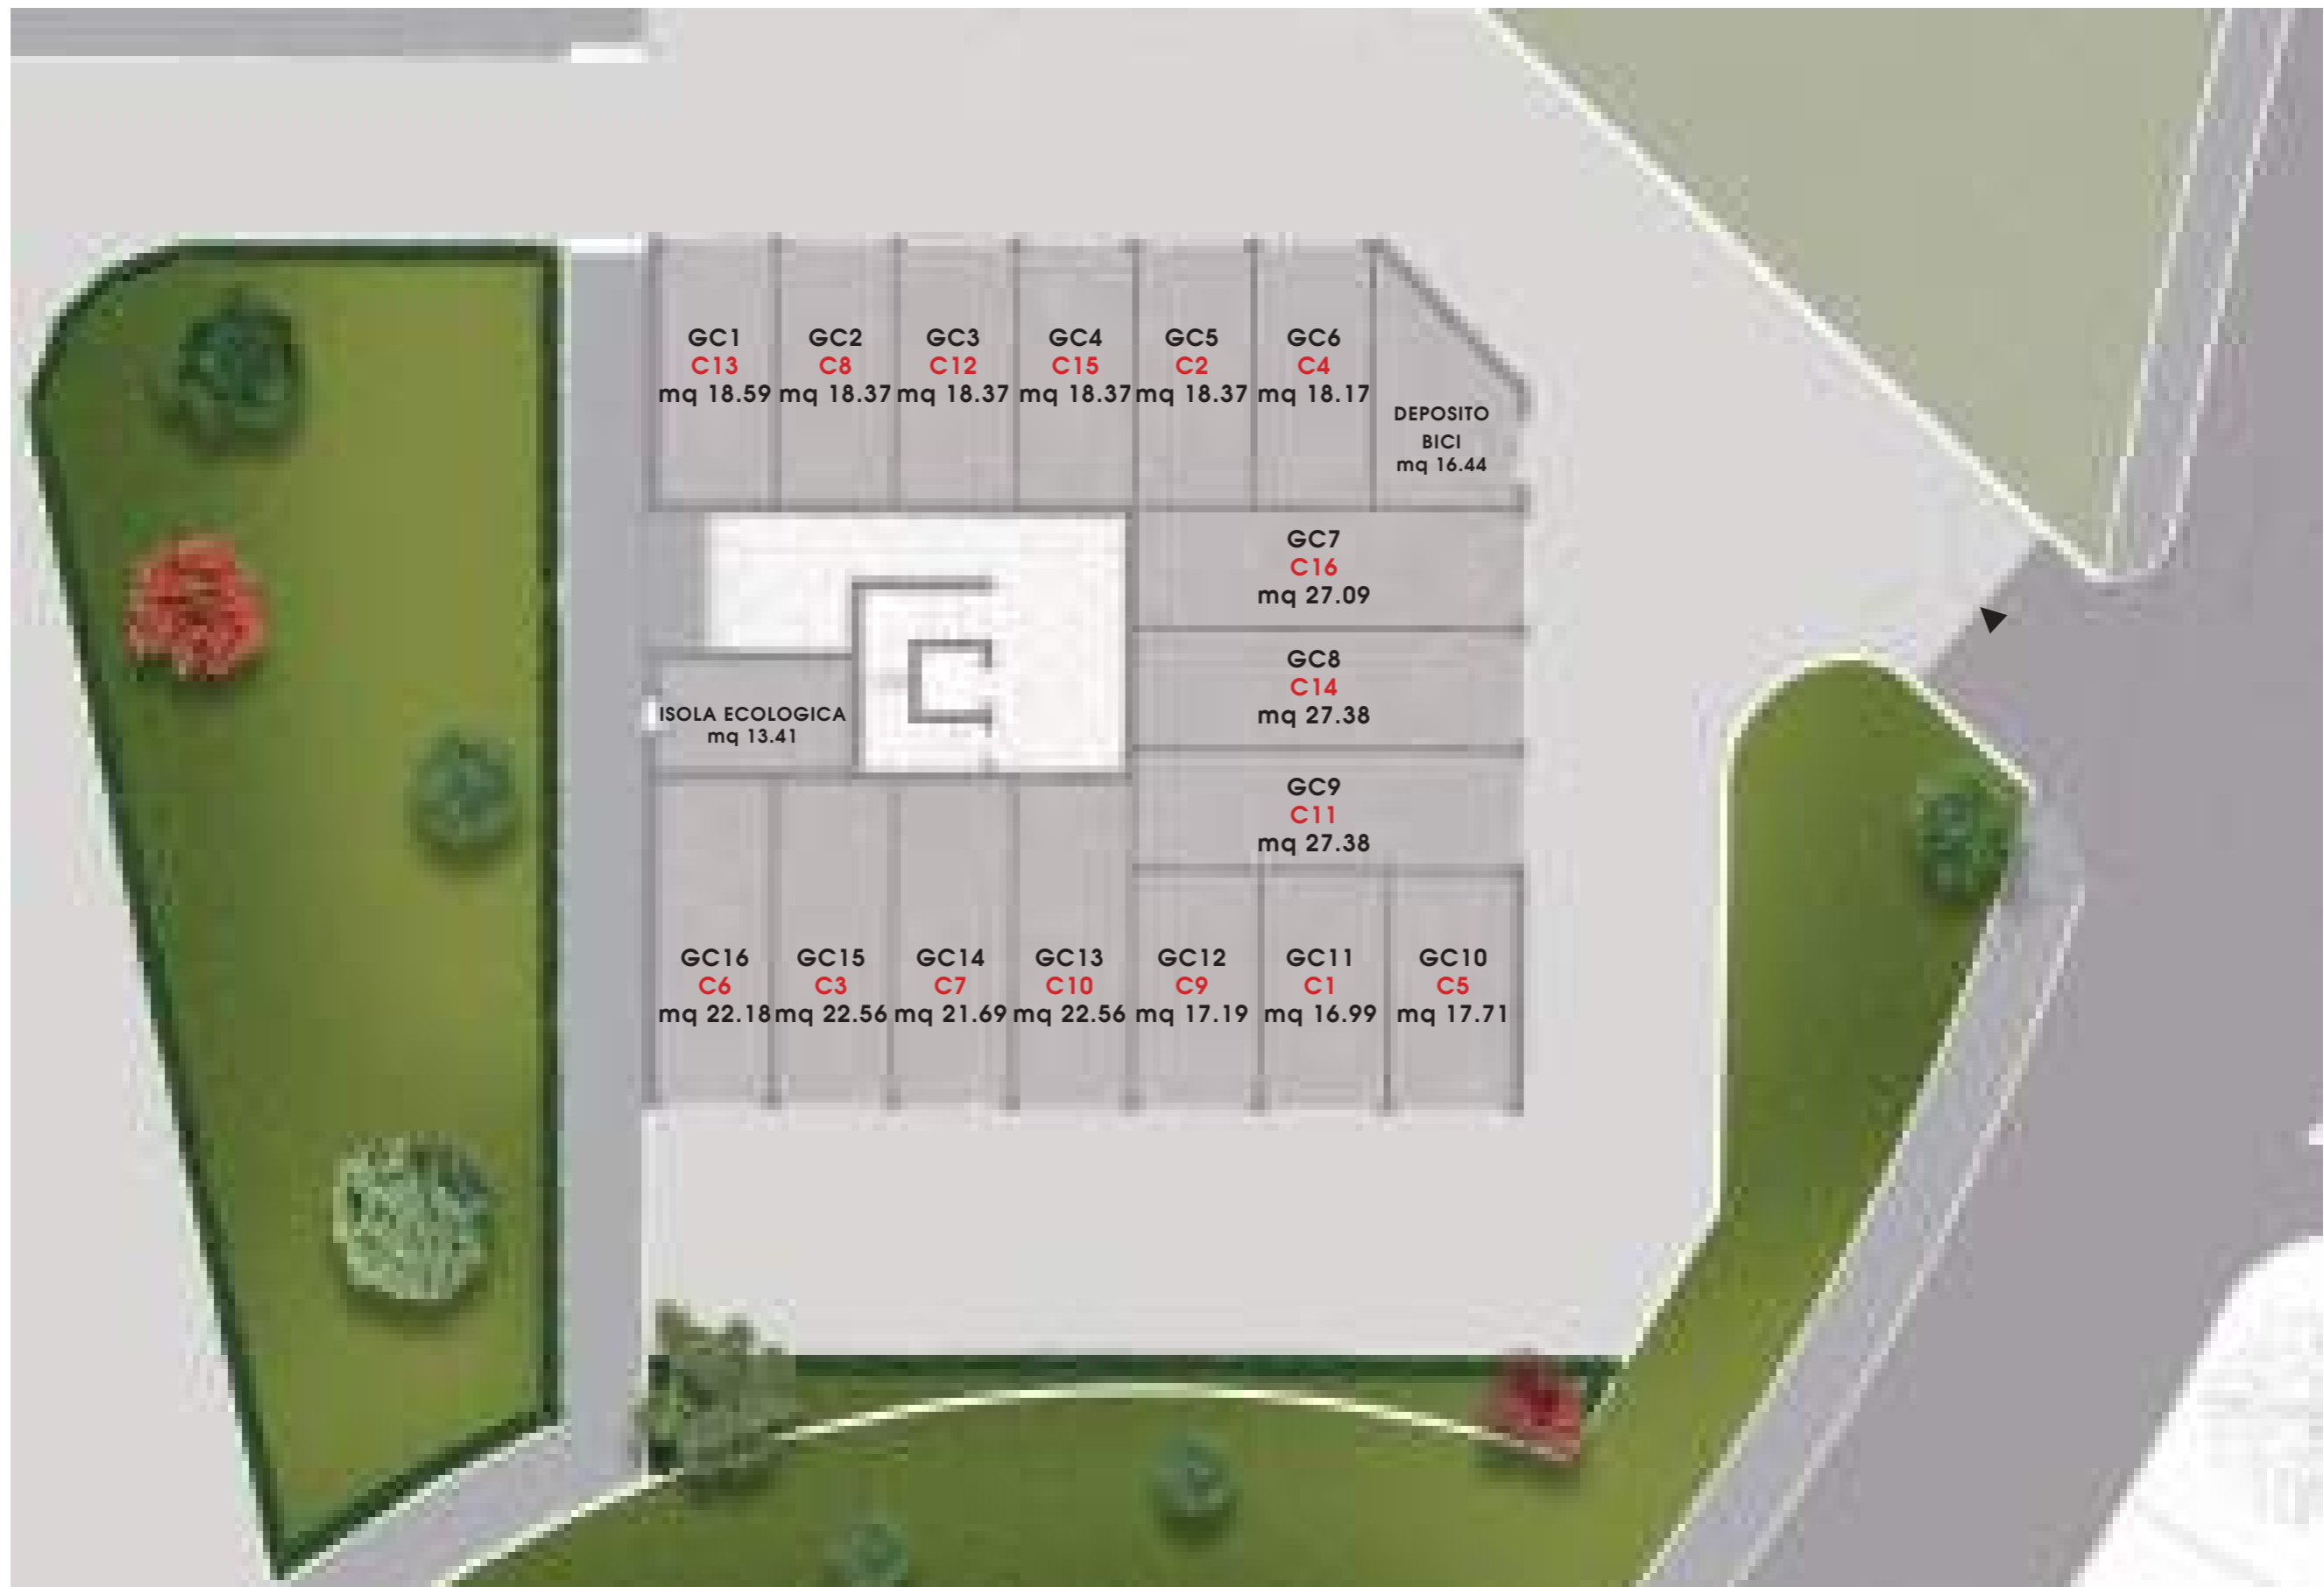 GC1
C13
mq 18.59
GC2
C8
mq 18.37
GC3
C12
mq 18.37
GC4
C15
mq 18.37
GC5
C2
mq 18.37
GC6
C4
mq 18.17
DEPOSITO
BICI
mq 16.44
GC7
C16
mq 27.09
GC8
C14
mq 27.38
ISOLA ECOLOGICA
mq 13.41
GC9
C11
mq 27.38
GC16
C6
mq 22.18
GC15
C3
mq 22.56
GC14
C7
mq 21.69
GC13
C10
mq 22.56
GC12
C9
mq 17.19
GC11
C1
mq 16.99
GC10
C5
mq 17.71